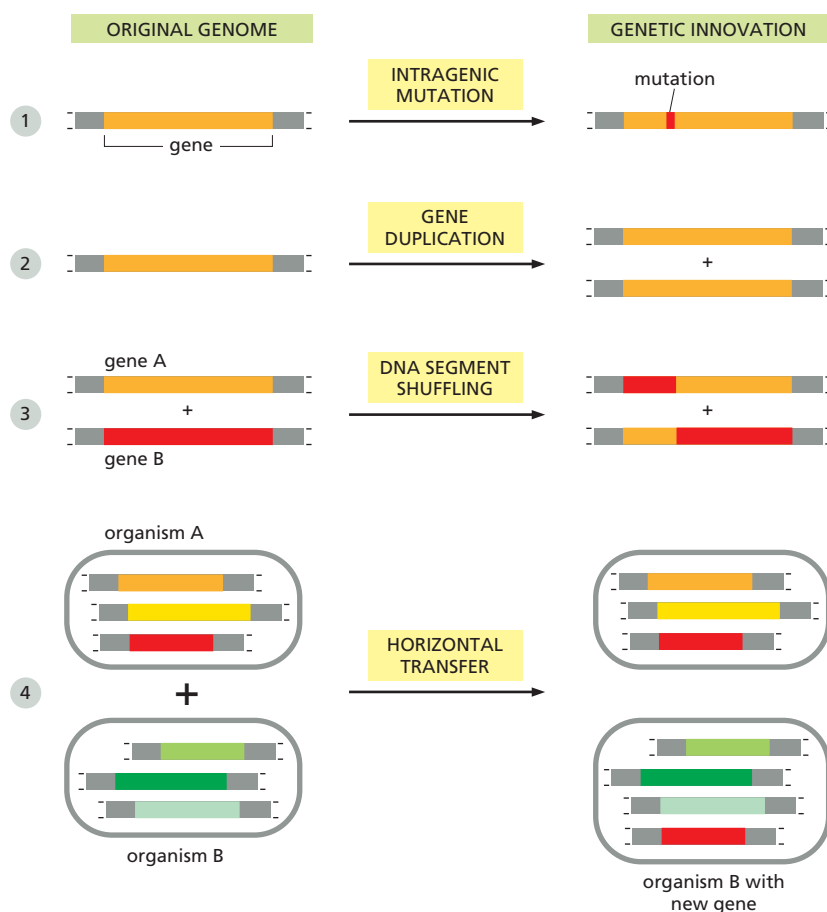 ORIGINAL GENOME
GENETIC INNOVATION
1
gene
INTRAGENIC
MUTATION
mutation
2
GENE
DUPLICATION
+
3
gene A
+
gene B
DNA SEGMENT
SHUFFLING
+
4
organism A
+
organism B
HORIZONTAL
TRANSFER
organism B with
new gene